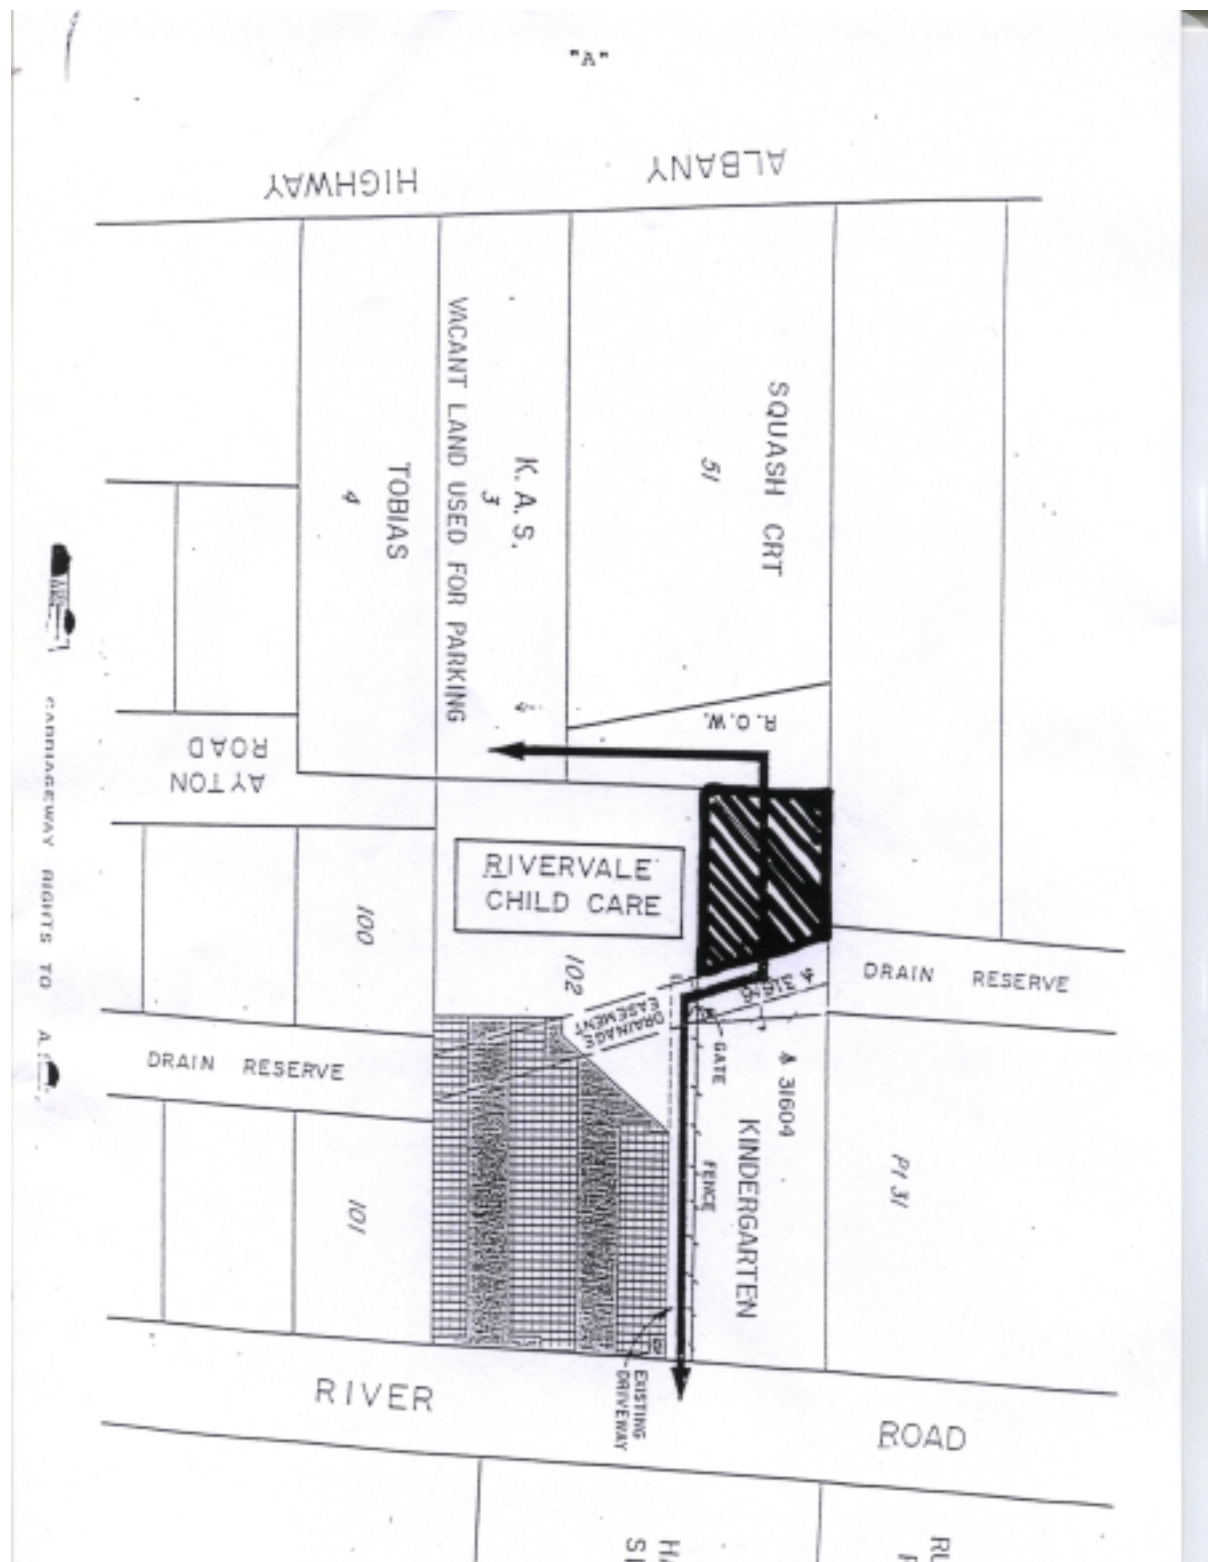 "A"
ALBANY
HIGHWAY
SQUASH CRT
51
K. A. S.
3
VACANT LAND USED FOR PARKING
TOBIAS
4
R.O.W.
AYTON
ROAD
RIVERVALE
CHILD CARE
100
102
DRAINAGE
EASEMENT
DRAIN RESERVE
GATE
31604
KINDERGARTEN
FENCE
Pt 31
DRAIN RESERVE
101
EXISTING
DRIVEWAY
RIVER ROAD
CARRIAGEWAY RIGHTS TO